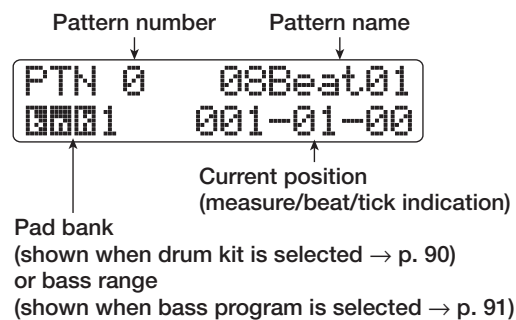 Pattern number Pattern name
PTN 0 08Beat01
1 001-01-00
Current position
(measure/beat/tick indication)
Pad bank
(shown when drum kit is selected → p. 90)
or bass range
(shown when bass program is selected → p. 91)